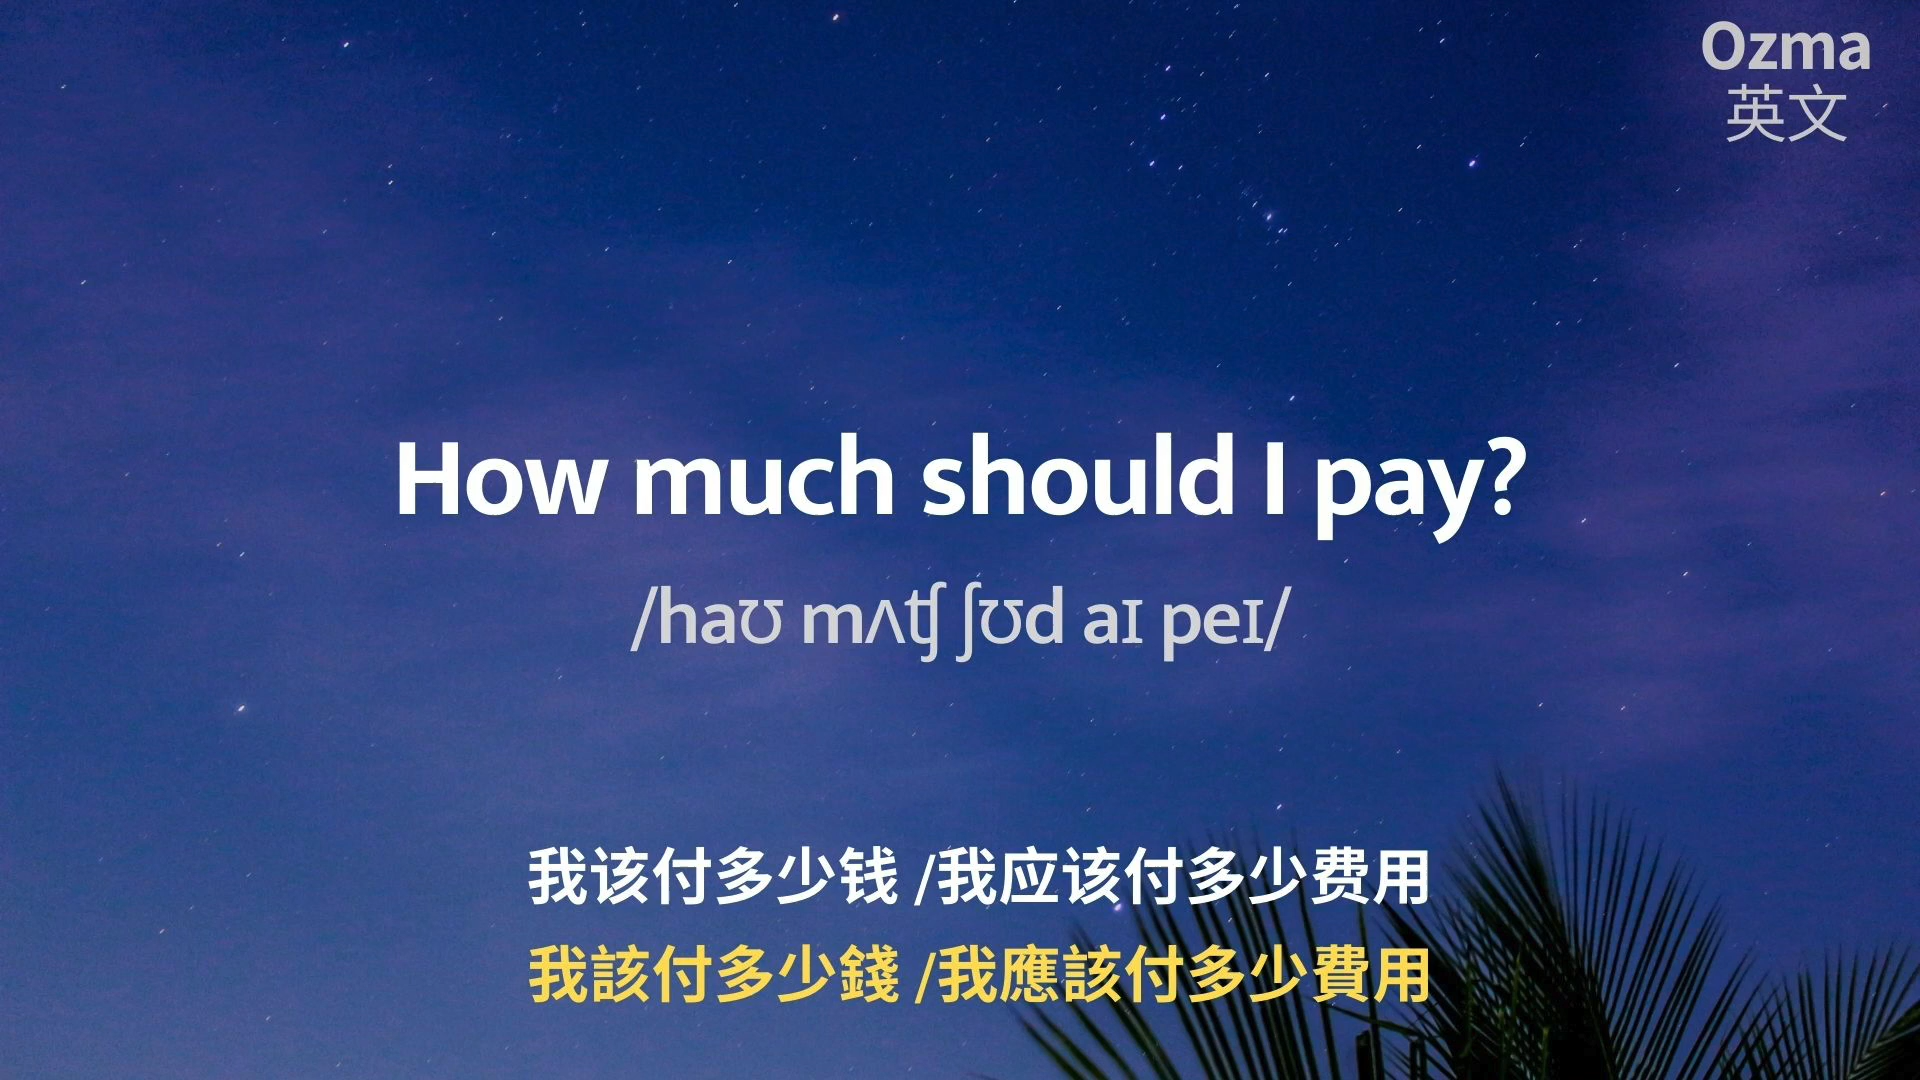 Ozma
英文
How much should I pay?
/haʊ mʌʧ ʃʊd aɪ peɪ/
我该付多少钱 /我应该付多少费用
我該付多少錢 /我應該付多少費用